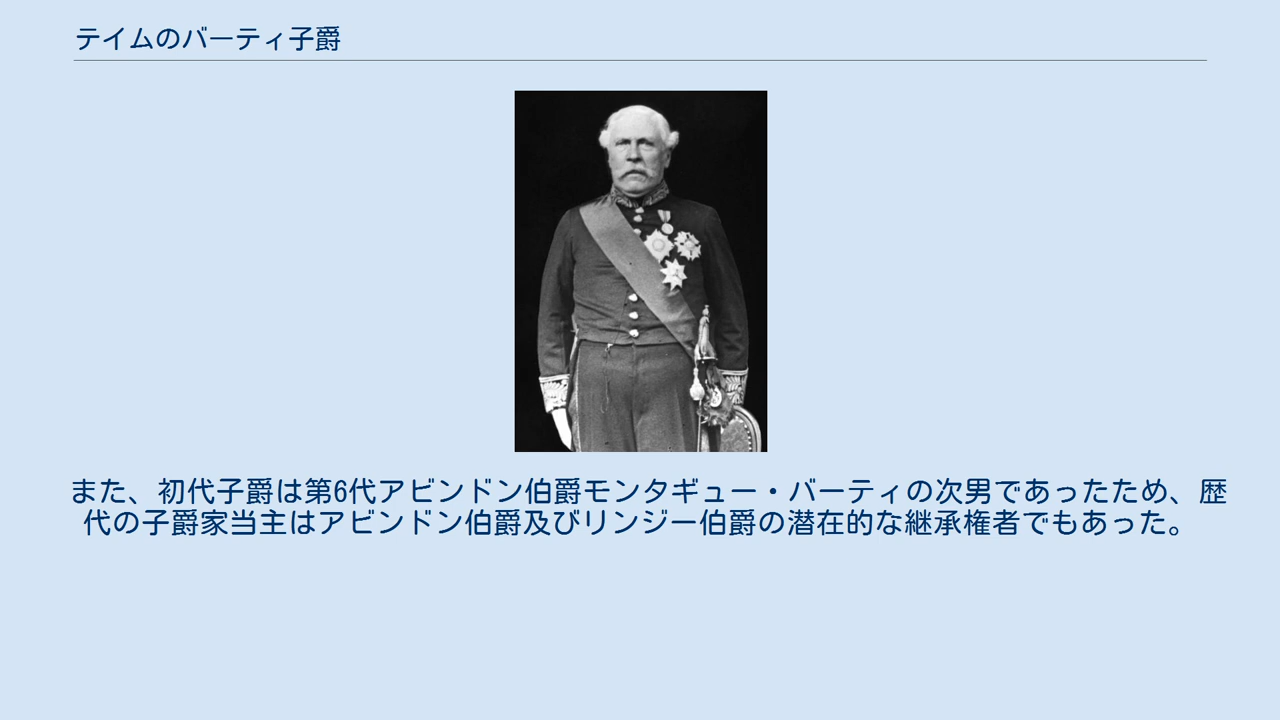 テイムのバーティ子爵
また、初代子爵は第6代アビンドン伯爵モンタギュー・バーティの次男であったため、歴
代の子爵家当主はアビンドン伯爵及びリンジー伯爵の潜在的な継承権者でもあった。